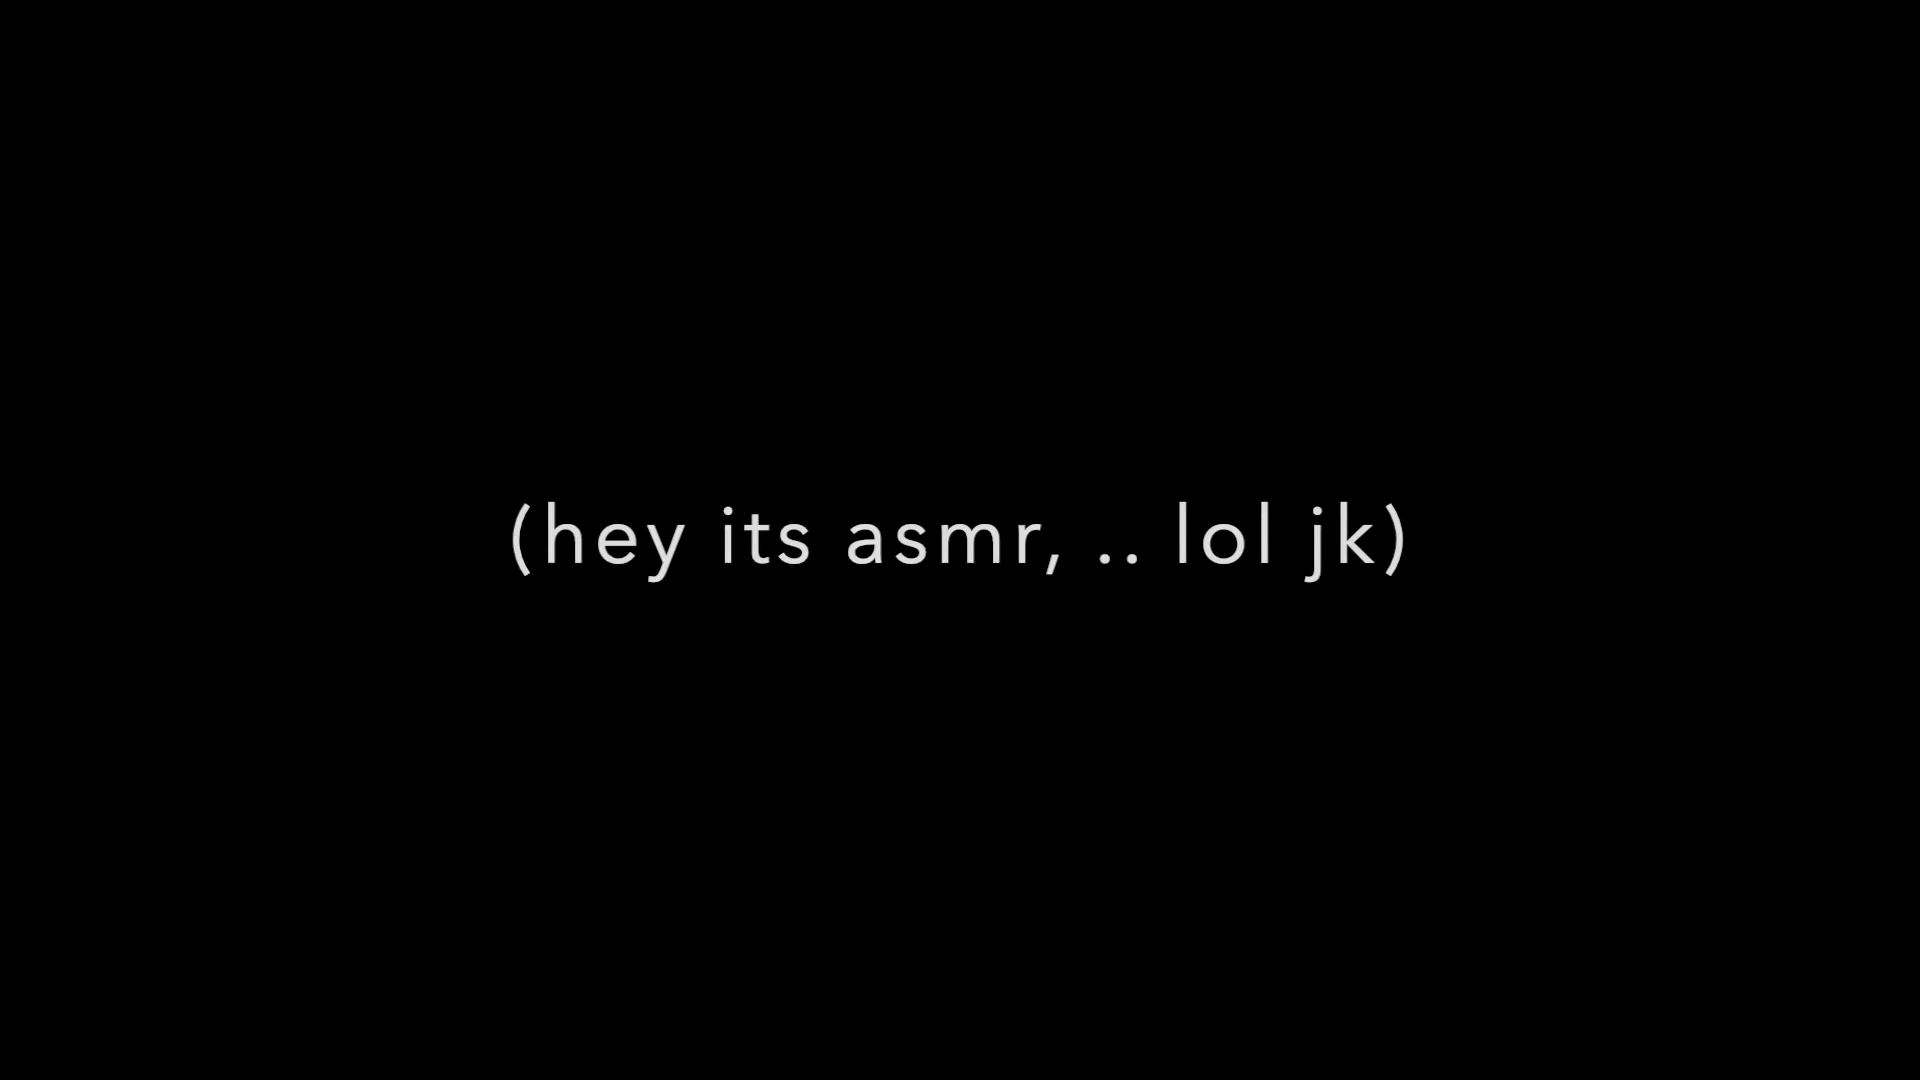 (hey its asmr, .. lol jk)